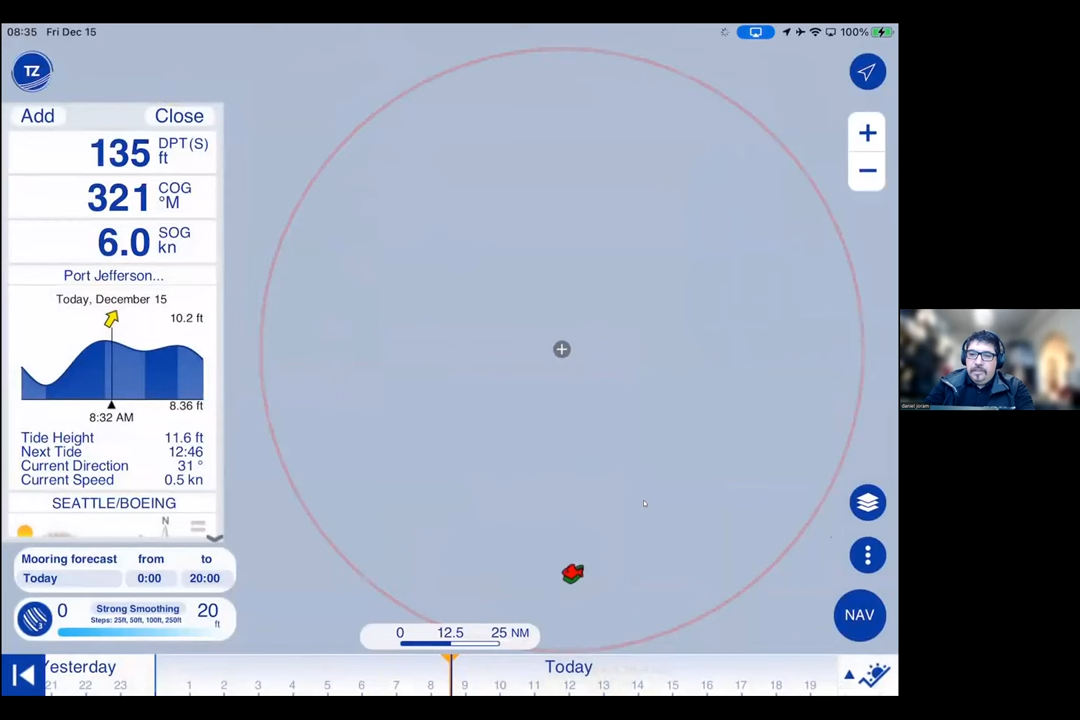 08:35 Fri Dec 15
100%
TZ
Add Close
135 DPT(S) ft
321 COG °M
6.0 SOG kn
Port Jefferson...
Today, December 15
10.2 ft
8.36 ft
8:32 AM
Tide Height 11.6 ft
Next Tide 12:46
Current Direction 31 °
Current Speed 0.5 kn
SEATTLE/BOEING
N
Mooring forecast from to
Today 0:00 20:00
0 Strong Smoothing 20
Steps: 25ft, 50ft, 100ft, 250ft ft
3
+
−
NAV
0 12.5 25 NM
Yesterday Today
21 22 23 1 2 3 4 5 6 7 8 9 10 11 12 13 14 15 16 17 18 19
daniel joram